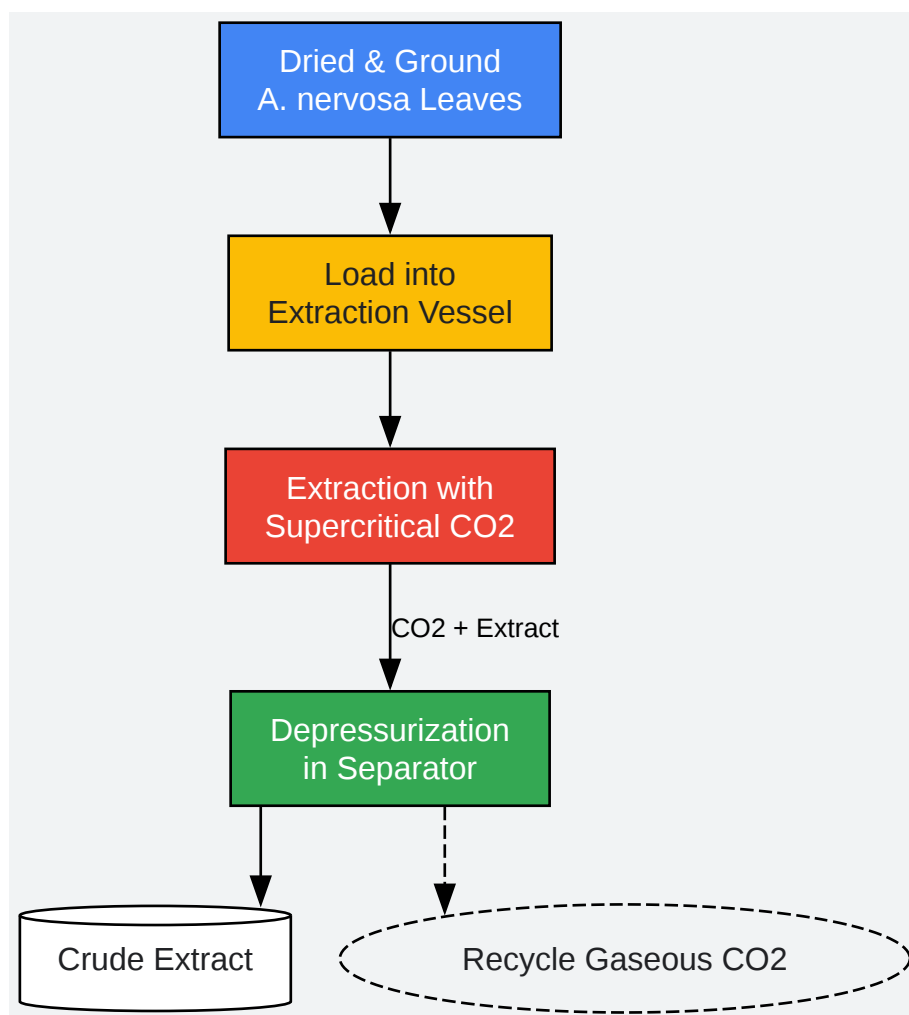 Dried & Ground
A. nervosa Leaves
Load into
Extraction Vessel
Extraction with
Supercritical CO2
CO2 + Extract
Depressurization
in Separator
Crude Extract
Recycle Gaseous CO2